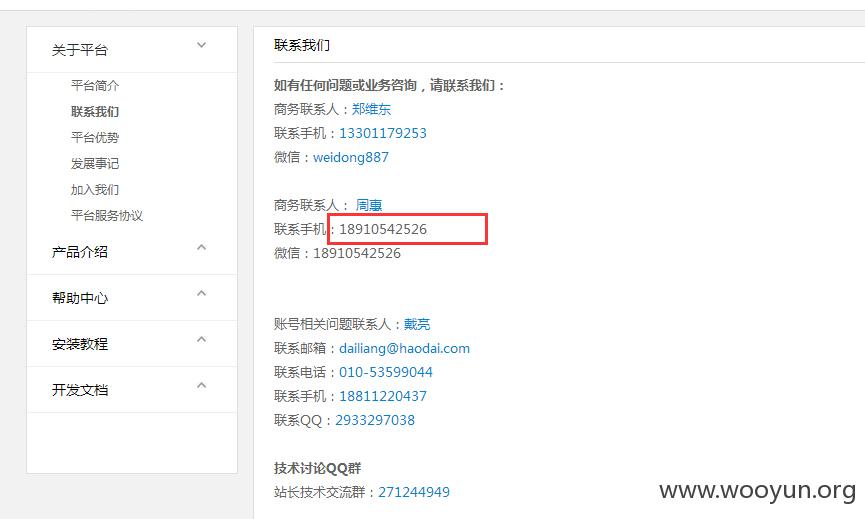 关于平台
平台简介
联系我们
平台优势
发展事记
加入我们
平台服务协议
产品介绍
帮助中心
安装教程
开发文档
联系我们
如有任何问题或业务咨询，请联系我们：
商务联系人：郑维东
联系手机：13301179253
微信：weidong887
商务联系人： 周惠
联系手机：18910542526
微信：18910542526
账号相关问题联系人：戴亮
联系邮箱：dailiang@haodai.com
联系电话：010-53599044
联系手机：18811220437
联系QQ：2933297038
技术讨论QQ群
站长技术交流群：271244949
www.wooyun.org